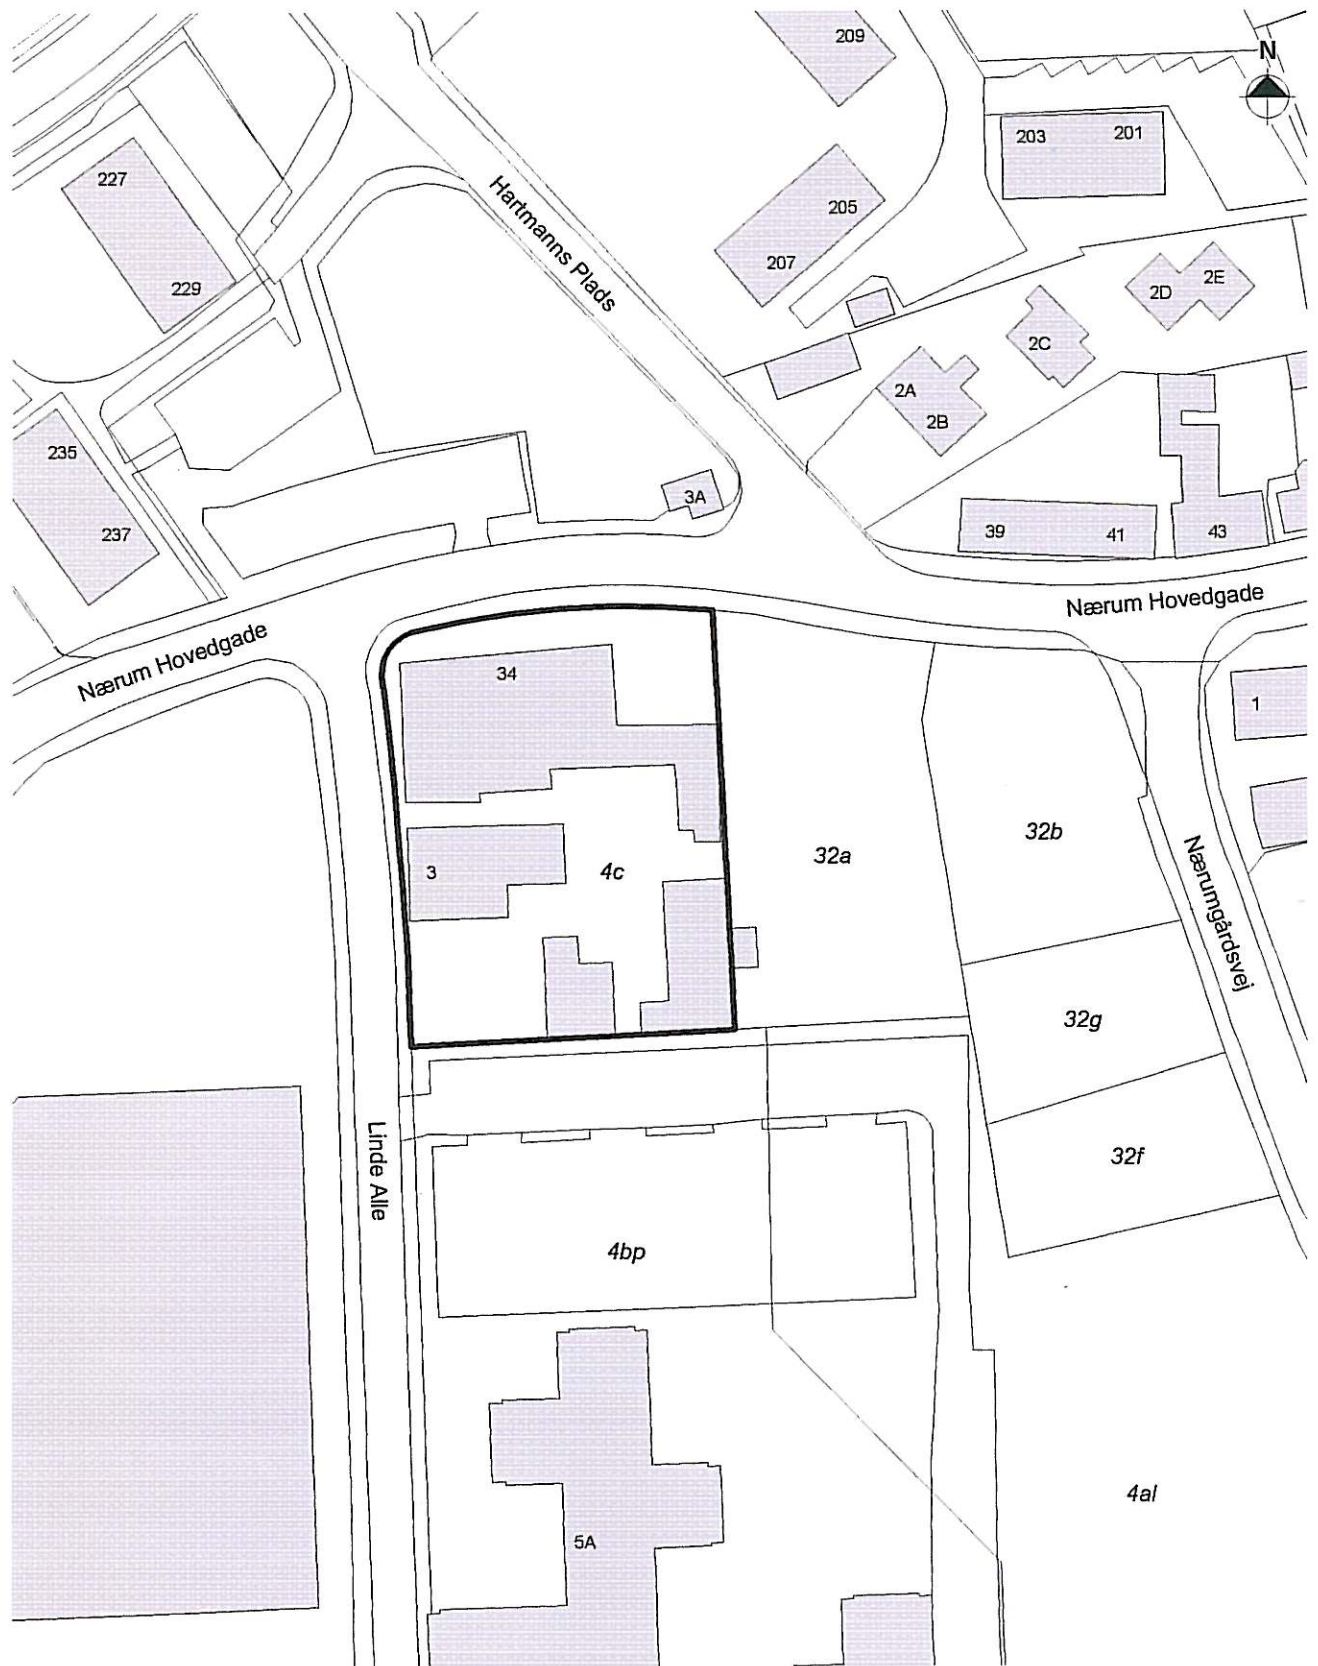 209
N
203
201
227
Hartmanns Plads
205
207
229
2D
2E
2C
2A
2B
235
3A
237
39
41
43
Nærum Hovedgade
Nærum Hovedgade
34
1
32b
32a
3
4c
Nærumgårdsvej
32g
Linde Alle
32f
4bp
4al
5A